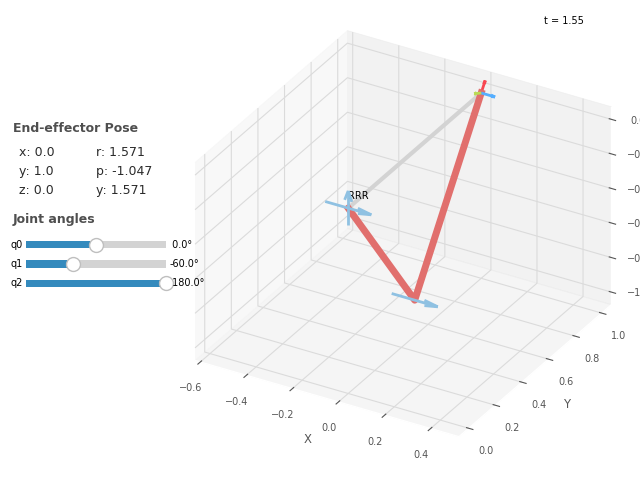 t = 1.55
End-effector Pose
x: 0.0 r: 1.571
y: 1.0 p: -1.047
z: 0.0 y: 1.571
Joint angles
q0 0.0°
q1 -60.0°
q2 180.0°
RRR
−0.6
−0.4
−0.2
0.0
0.2
0.4
X
0.0
0.2
0.4
0.6
0.8
1.0
Y